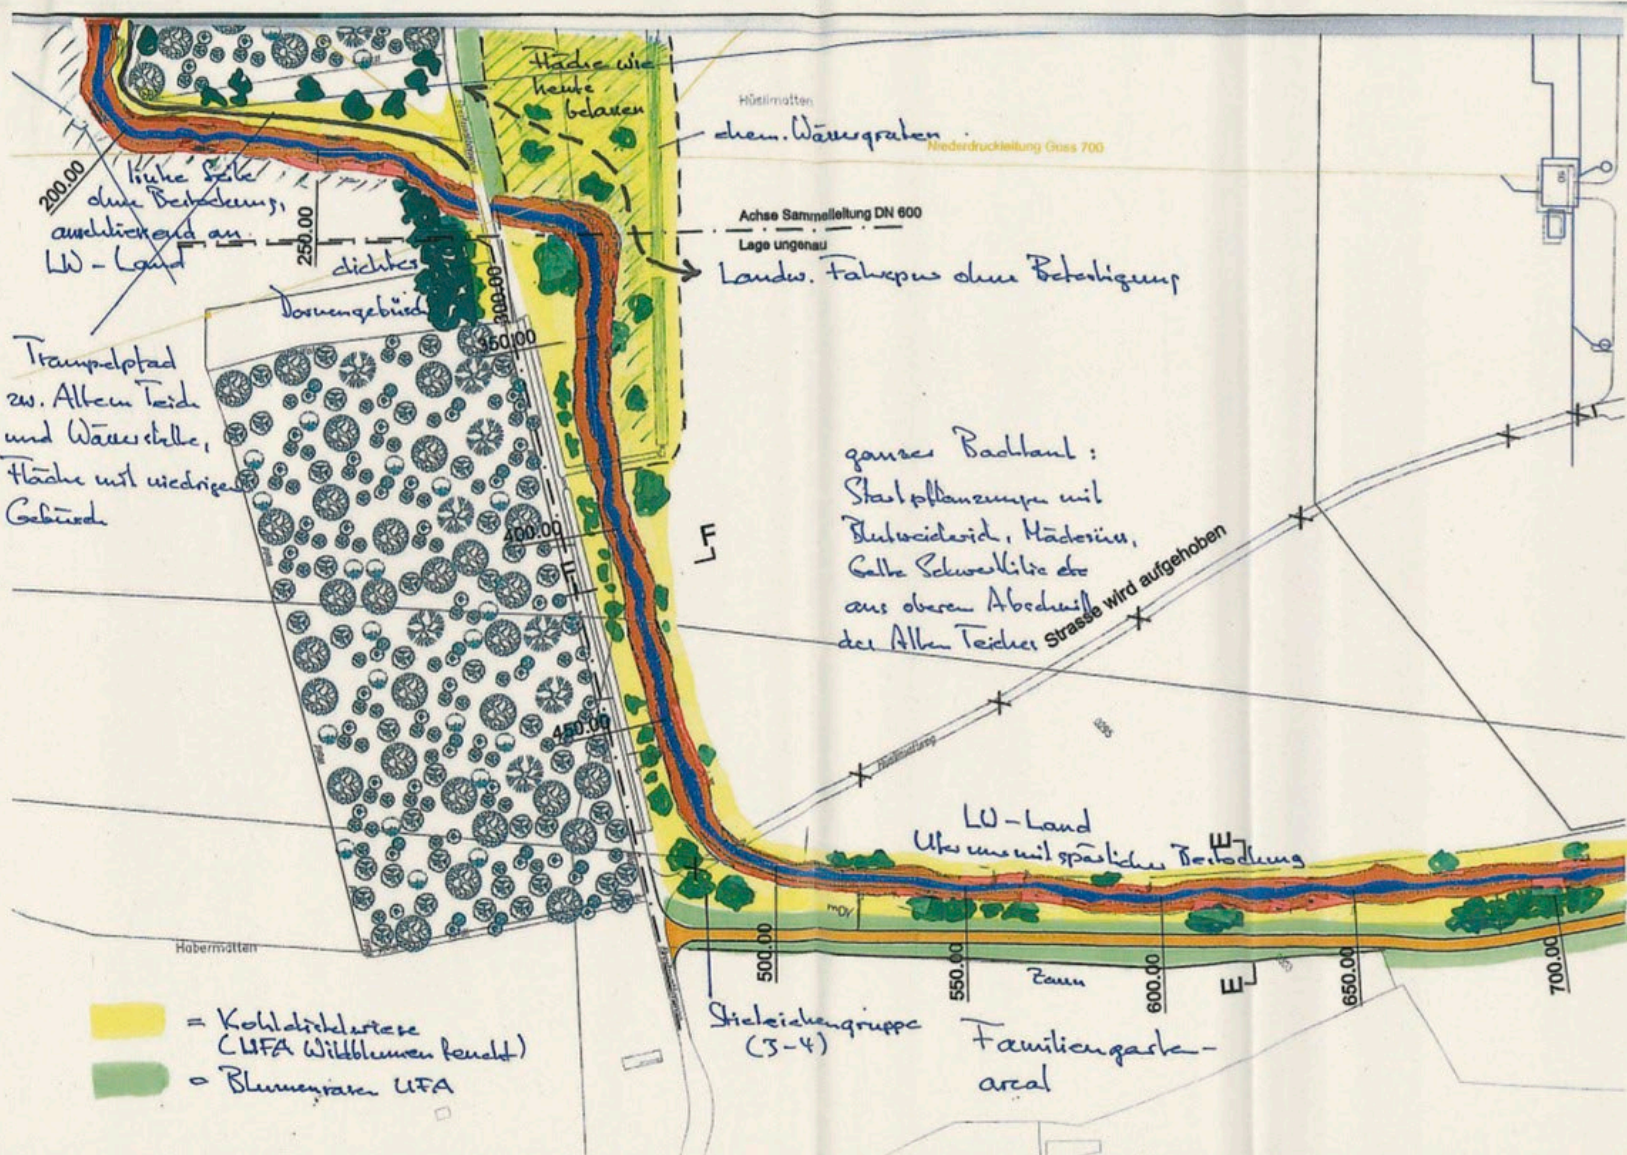 Fläche wie
heute
belassen
Hüslimatten
ehem. Wässergraben
Niederdruckleitung Gass 700
200.00
linke Seite
ohne Bestockung,
anschliessend an
LW-Land
250.00
Achse Sammelleitung DN 600
Lage ungenau
dichtes
Dornengebüsch
300.00
Landw. Fahrspur ohne Befestigung
350.00
Trampelpfad
zw. Altem Teich
und Wässerstelle,
Fläche mit niedrigem
Gebüsch
400.00
F
ganzer Bachlauf:
Startpflanzungen mit
Blutweiderich, Mädesüss,
Gelbe Schwertlilie etc
aus oberem Abschnitt
des Alten Teiches
Strasse wird aufgehoben
450.00
LW-Land
Ufer nur mit spärlicher Bestockung
E
500.00
550.00
600.00
E
650.00
700.00
Zaun
Habermatten
= Kohldistelwiese
(UFA Wildblumen feucht)
= Blumenrasen UFA
Stieleichengruppe
(3-4)
Familiengarten-
areal